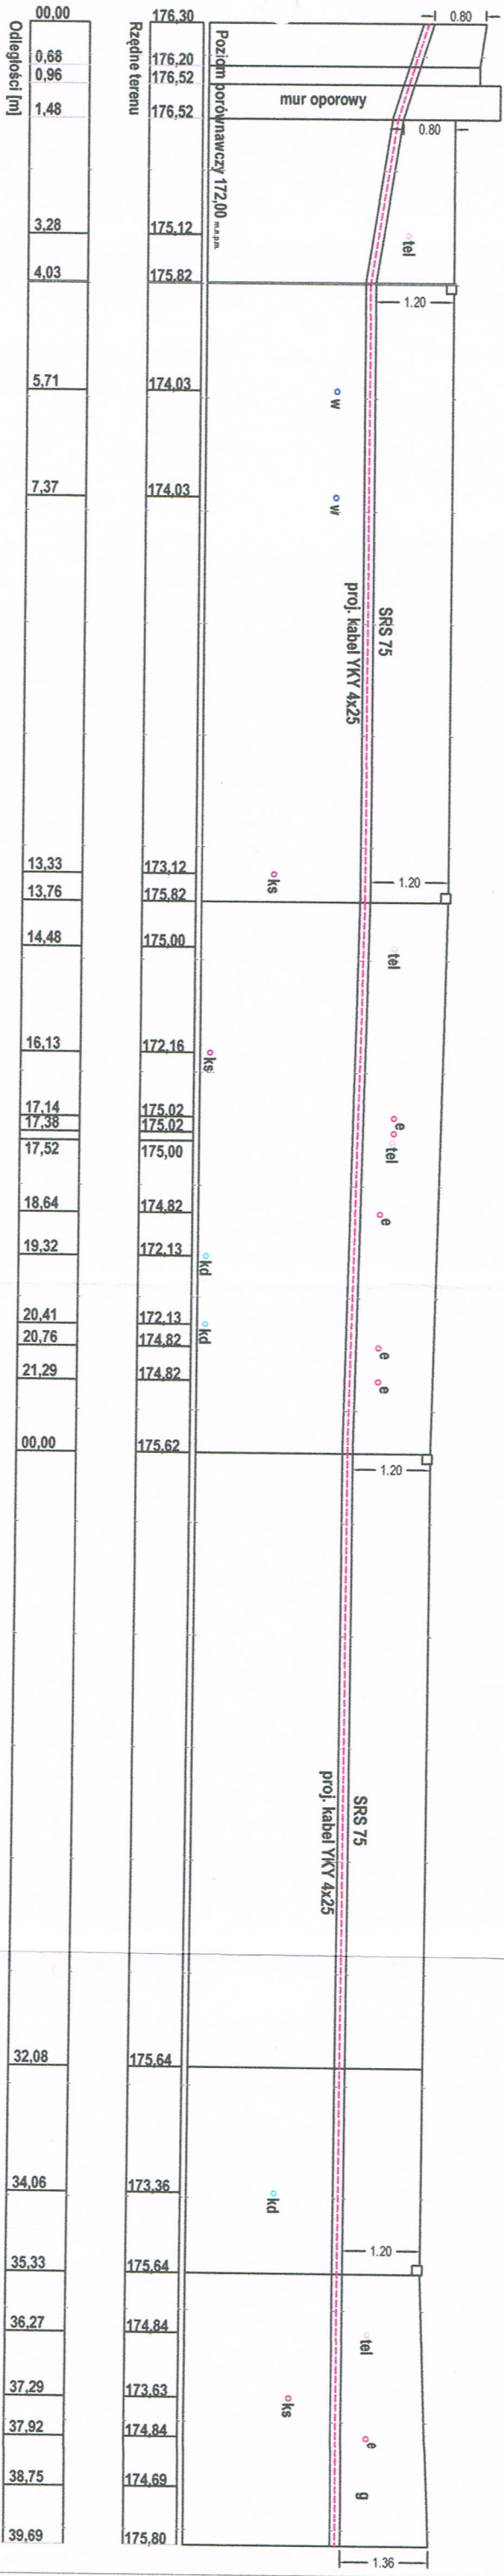 00,00
0,68
0,96
1,48
3,28
4,03
5,71
7,37
13,33
13,76
14,48
16,13
17,14
17,38
17,52
18,64
19,32
20,41
20,76
21,29
00,00
32,08
34,06
35,33
36,27
37,29
37,92
38,75
39,69
Odległości [m]
176,30
176,20
176,52
176,52
175,12
175,82
174,03
174,03
173,12
175,82
175,00
172,16
175,02
175,02
175,00
174,82
172,13
172,13
174,82
174,82
175,62
175,64
173,36
175,64
174,84
173,63
174,84
174,69
175,80
Rzędne terenu
Poziom porównawczy 172,00 m.n.p.m.
0.80
mur oporowy
0.80
tel
1.20
w
w
SRS 75
proj. kabel YKY 4x25
ks
1.20
tel
ks
e
tel
e
kd
kd
e
e
1.20
SRS 75
proj. kabel YKY 4x25
kd
1.20
tel
ks
e
g
1.36